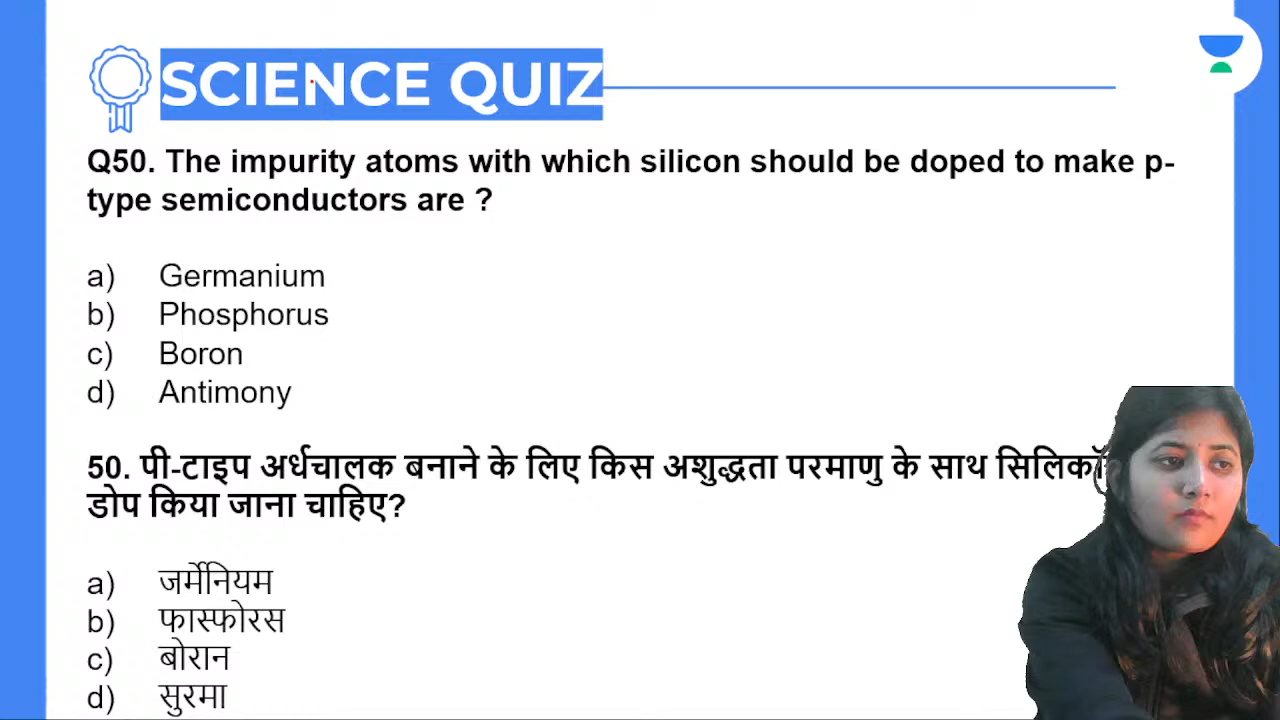 SCIENCE QUIZ
Q50. The impurity atoms with which silicon should be doped to make p-
type semiconductors are ?
a) Germanium
b) Phosphorus
c) Boron
d) Antimony
50. पी-टाइप अर्धचालक बनाने के लिए किस अशुद्धता परमाणु के साथ
डोप किया जाना चाहिए?
a) जर्मेनियम
b) फास्फोरस
c) बोरान
d) सुरमा